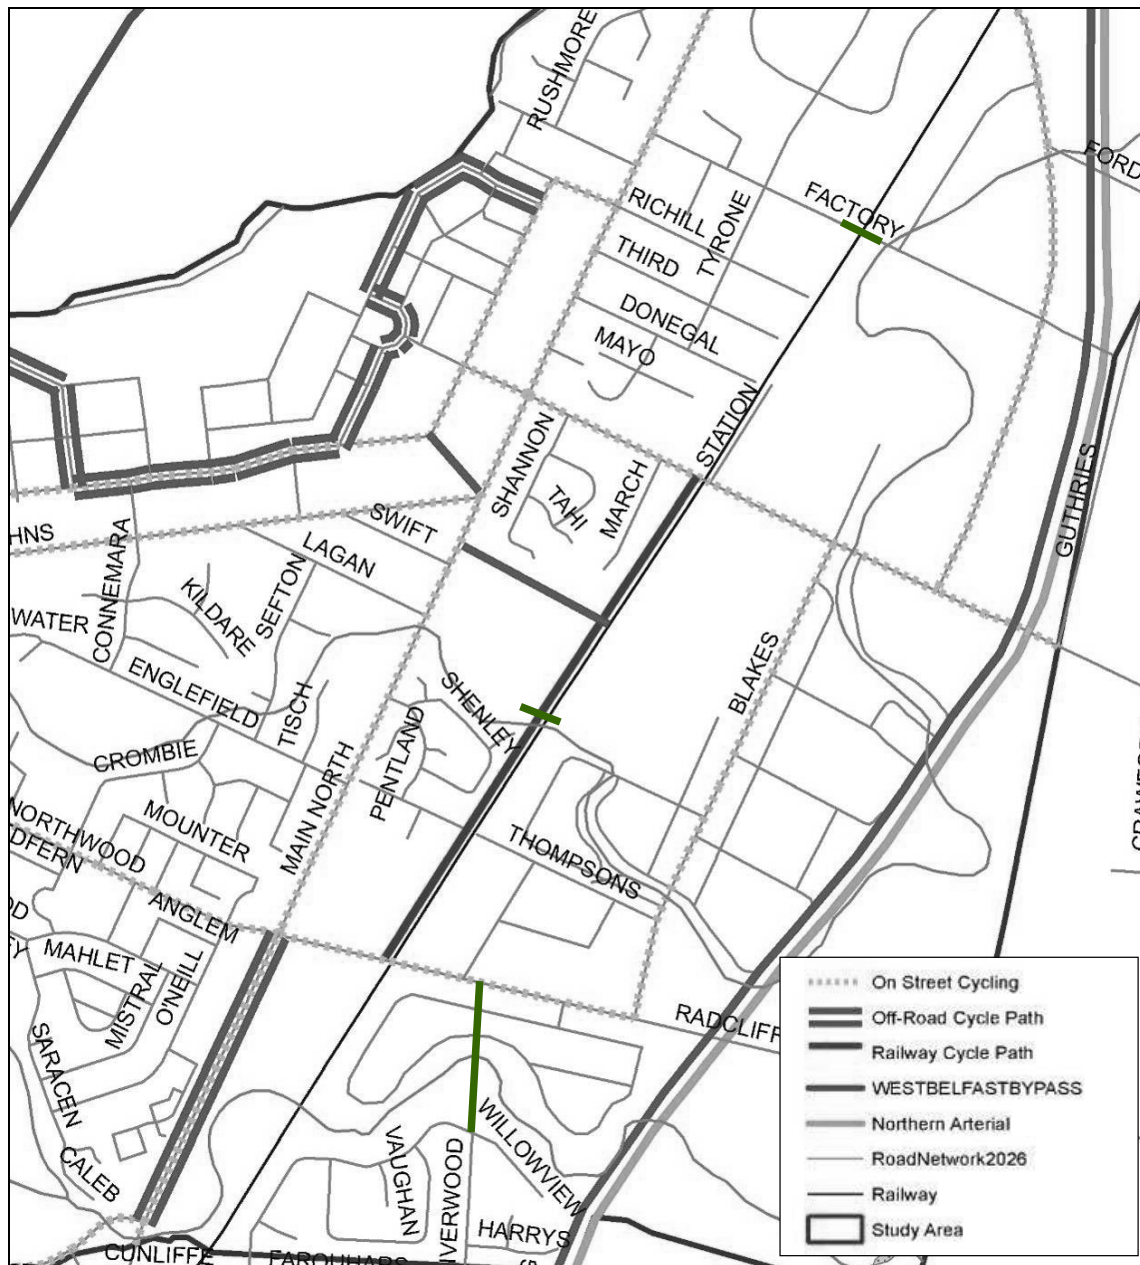 RUSHMORE
FORD
RICHILL
TYRONE
FACTORY
THIRD
DONEGAL
MAYO
STATION
SHANNON
TAHI
MARCH
GUTHRIES
HNS
SWIFT
LAGAN
CONNEMARA
KILDARE
SEFTON
WATER
ENGLEFIELD
TISCH
SHENLEY
BLAKES
CROMBIE
PENTLAND
MAIN NORTH
NORTHWOOD
MOUNTER
DFERN
THOMPSONS
ANGLEM
MAHLET
MISTRAL
O'NEILL
RADCLIFF
SARACEN
CALEB
VAUGHAN
WILLOWVIEW
HARRYS
CUNLIFFE
On Street Cycling
Off-Road Cycle Path
Railway Cycle Path
WESTBELFASTBYPASS
Northern Arterial
RoadNetwork2026
Railway
Study Area